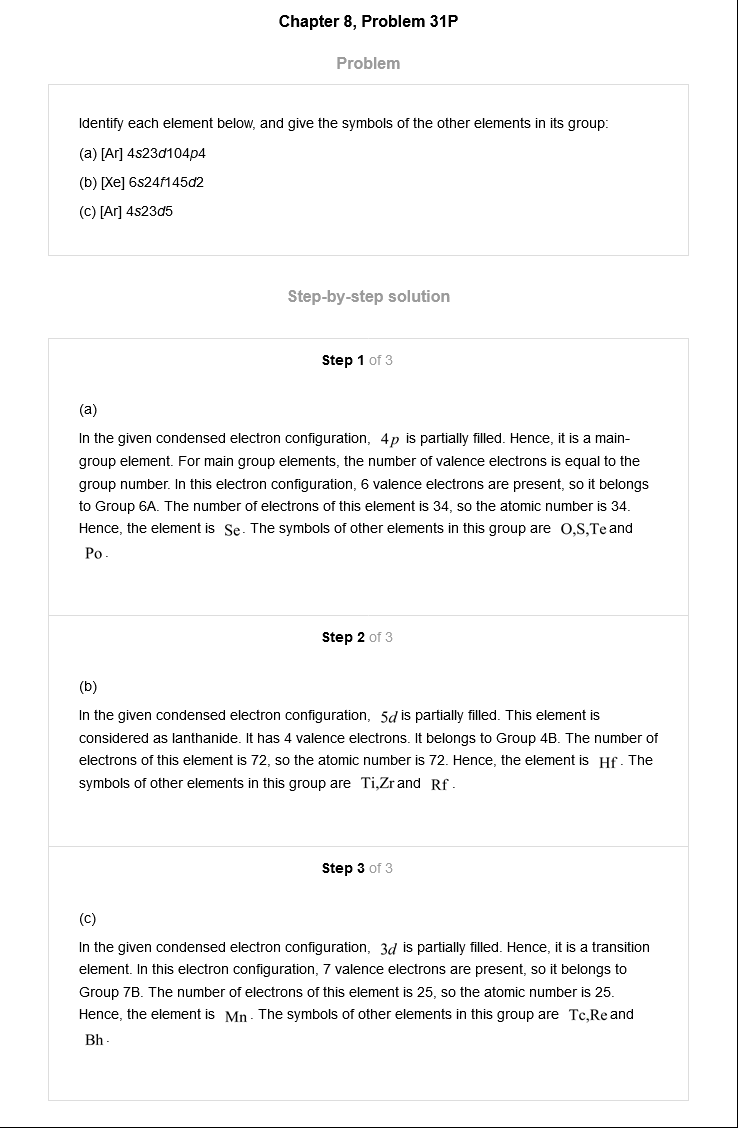 Chapter 8, Problem 31P
Problem
Identify each element below, and give the symbols of the other elements in its group:
(a) [Ar] 4s23d104p4
(b) [Xe] 6s24f145d2
(c) [Ar] 4s23d5
Step-by-step solution
Step 1 of 3
(a)
In the given condensed electron configuration, 4p is partially filled. Hence, it is a main-
group element. For main group elements, the number of valence electrons is equal to the
group number. In this electron configuration, 6 valence electrons are present, so it belongs
to Group 6A. The number of electrons of this element is 34, so the atomic number is 34.
Hence, the element is Se. The symbols of other elements in this group are O,S,Te and
Po.
Step 2 of 3
(b)
In the given condensed electron configuration, 5d is partially filled. This element is
considered as lanthanide. It has 4 valence electrons. It belongs to Group 4B. The number of
electrons of this element is 72, so the atomic number is 72. Hence, the element is Hf. The
symbols of other elements in this group are Ti,Zr and Rf.
Step 3 of 3
(c)
In the given condensed electron configuration, 3d is partially filled. Hence, it is a transition
element. In this electron configuration, 7 valence electrons are present, so it belongs to
Group 7B. The number of electrons of this element is 25, so the atomic number is 25.
Hence, the element is Mn. The symbols of other elements in this group are Tc,Re and
Bh.